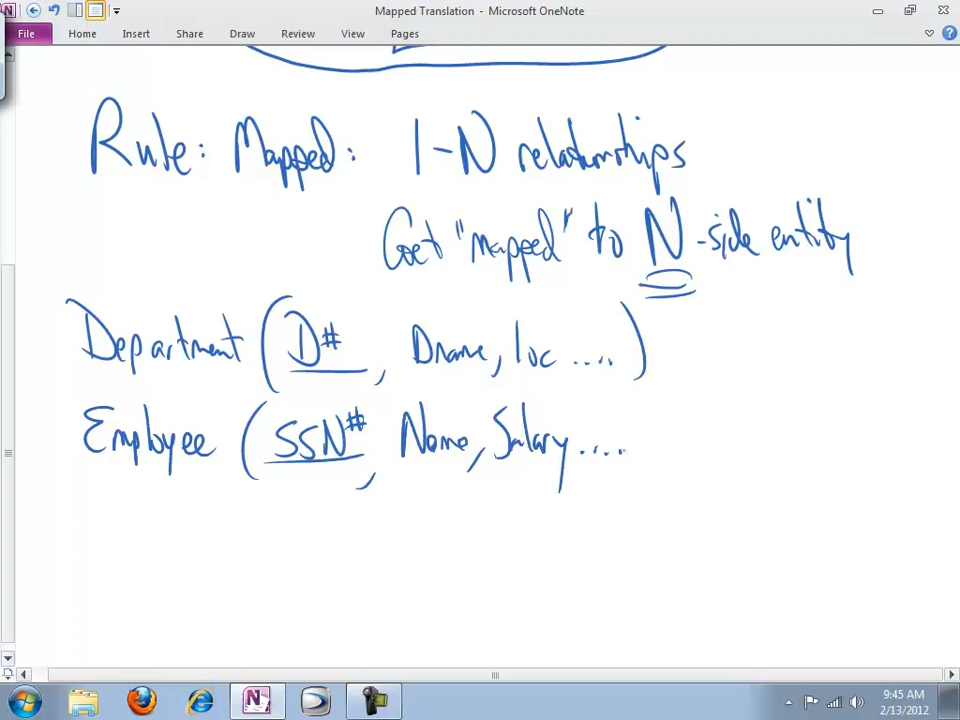 Mapped Translation - Microsoft OneNote
File Home Insert Share Draw Review View Pages
Rule: Mapped: 1-N relationships
Get "mapped" to N-side entity
Department (D#, Dname, loc ....)
Employee (SSN#, Name, Salary ....
9:45 AM
2/13/2012